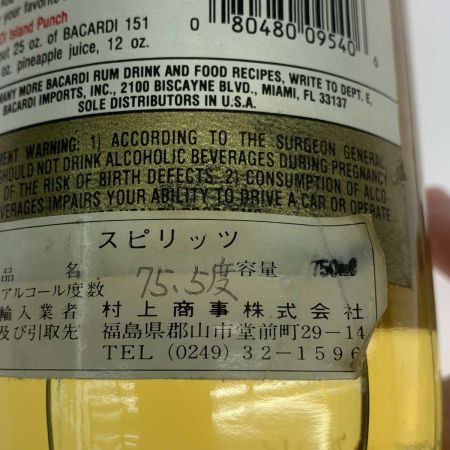 your favorite
DI Island Punch
25 oz. of BACARDI 151
oz. pineapple juice, 12 oz.
0 80480 09540 6
MANY MORE BACARDI RUM DRINK AND FOOD RECIPES, WRITE TO DEPT. E,
BACARDI IMPORTS, INC., 2100 BISCAYNE BLVD., MIAMI, FL 33137
SOLE DISTRIBUTORS IN U.S.A.
MENT WARNING: 1) ACCORDING TO THE SURGEON GENERAL,
SHOULD NOT DRINK ALCOHOLIC BEVERAGES DURING PREGNANCY
OF THE RISK OF BIRTH DEFECTS. 2) CONSUMPTION OF ALCO
VERAGES IMPAIRS YOUR ABILITY TO DRIVE A CAR OR OPERATE
スピリッツ
品名 容量 750ml
アルコール度数 75.5度
輸入業者 村上商事株式会社
及び引取先 福島県郡山市堂前町29-14
TEL (0249) 32-1596